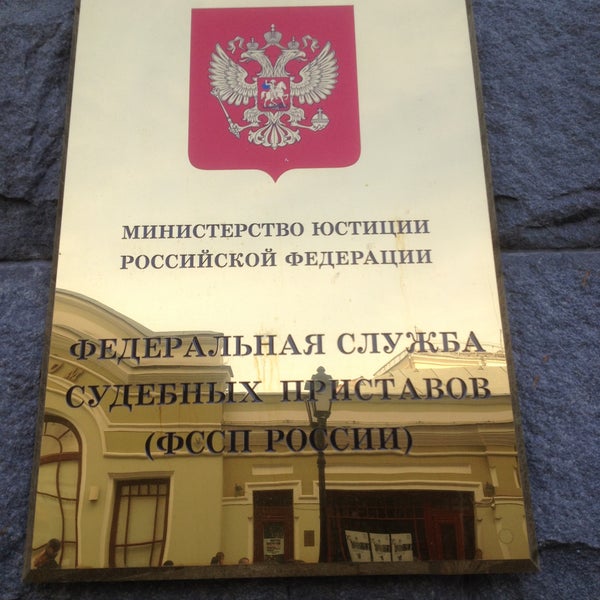 МИНИСТЕРСТВО ЮСТИЦИИ
РОССИЙСКОЙ ФЕДЕРАЦИИ
ФЕДЕРАЛЬНАЯ СЛУЖБА
СУДЕБНЫХ ПРИСТАВОВ
(ФССП РОССИИ)